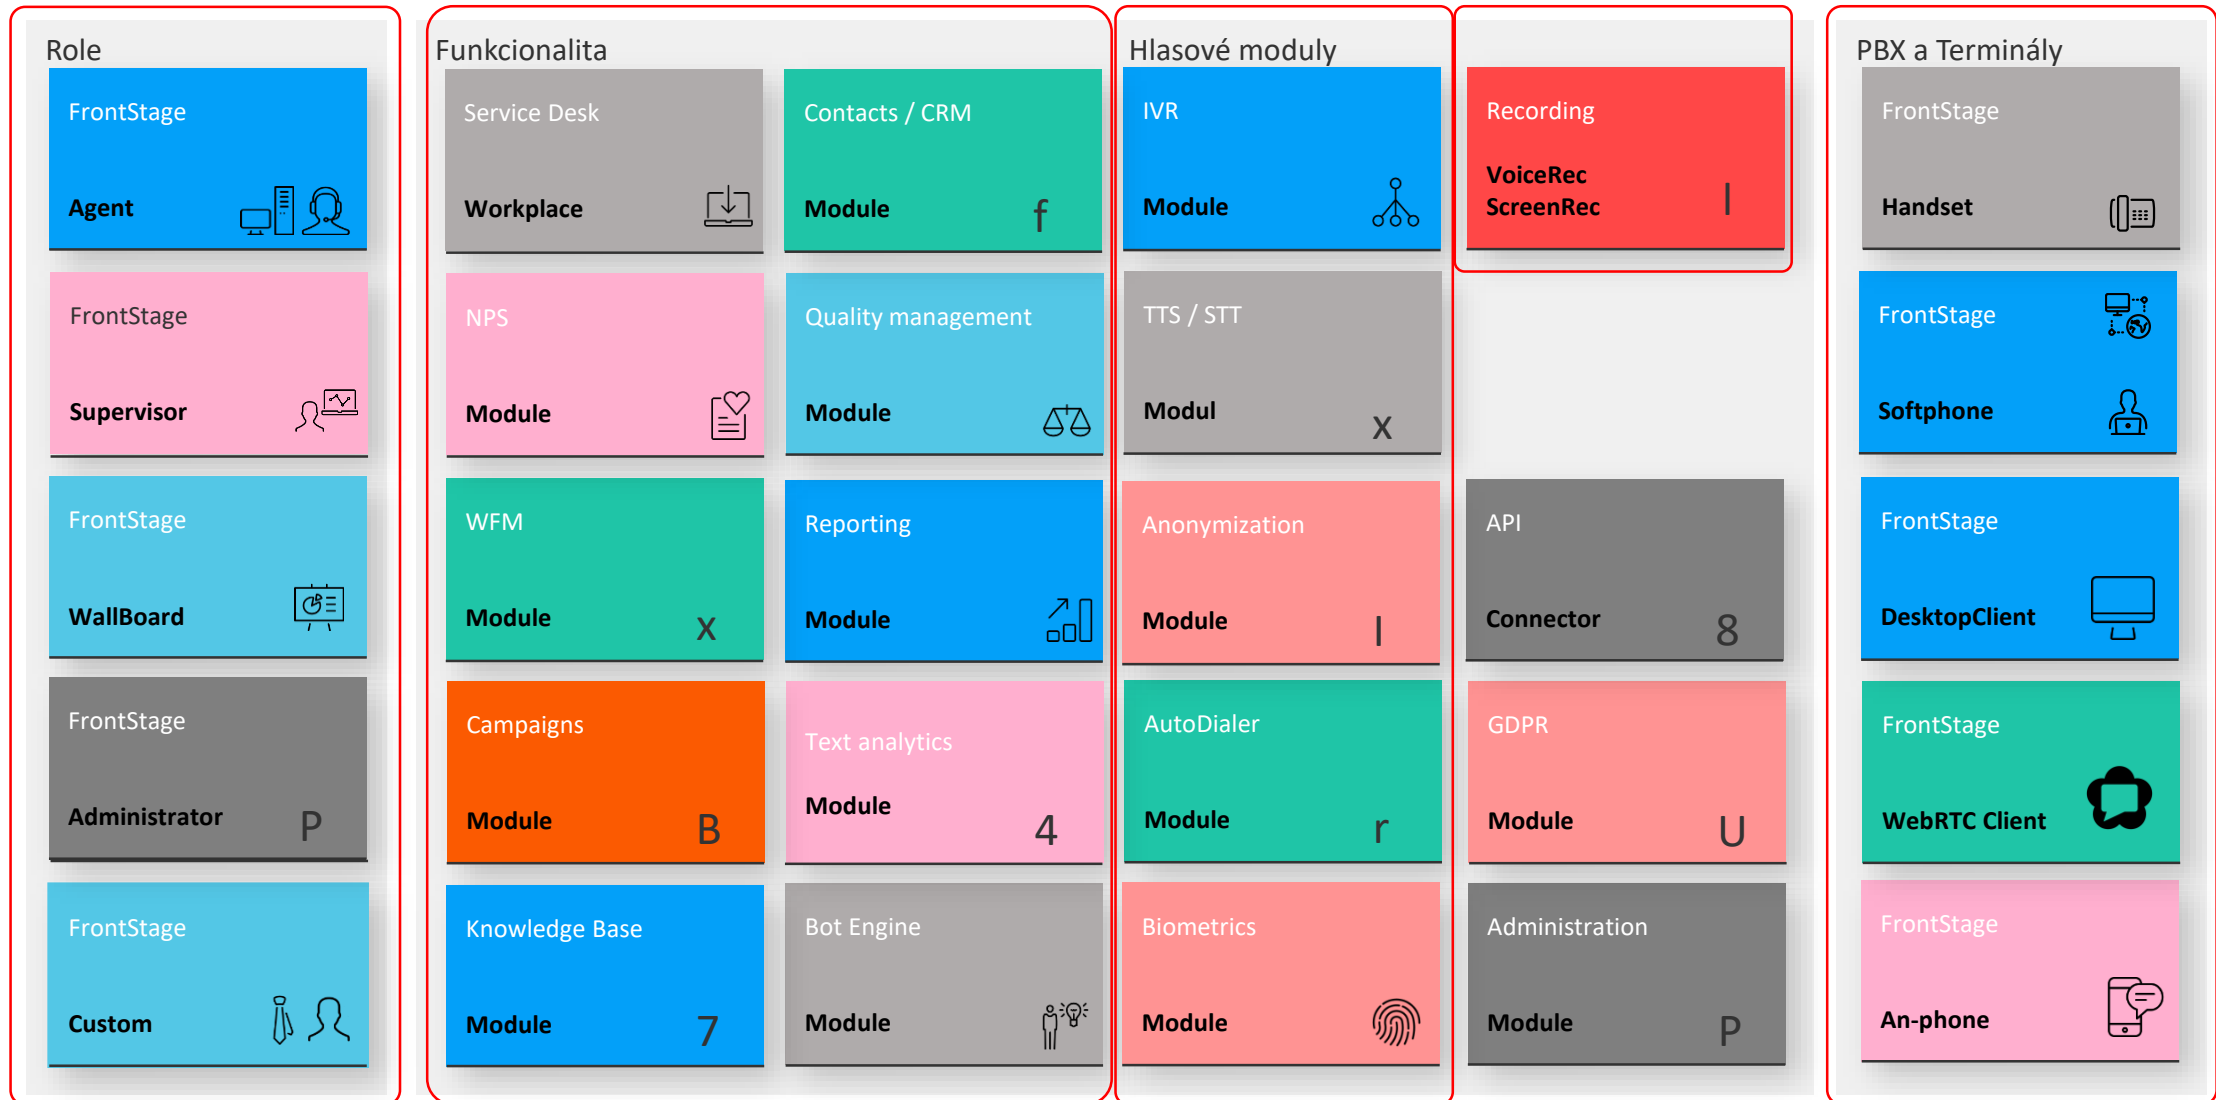 Role
FrontStage
Agent
FrontStage
Supervisor
FrontStage
WallBoard
FrontStage
Administrator
P
FrontStage
Custom
Funkcionalita
Service Desk
Workplace
Contacts / CRM
Module
f
NPS
Module
Quality management
Module
WFM
Module
x
Reporting
Module
Campaigns
Module
B
Text analytics
Module
4
Knowledge Base
Module
7
Bot Engine
Module
Hlasové moduly
IVR
Module
Recording
VoiceRec
ScreenRec
l
TTS / STT
Modul
x
Anonymization
Module
l
API
Connector
8
AutoDialer
Module
r
GDPR
Module
U
Biometrics
Module
Administration
Module
P
PBX a Terminály
FrontStage
Handset
FrontStage
Softphone
FrontStage
DesktopClient
FrontStage
WebRTC Client
FrontStage
An-phone